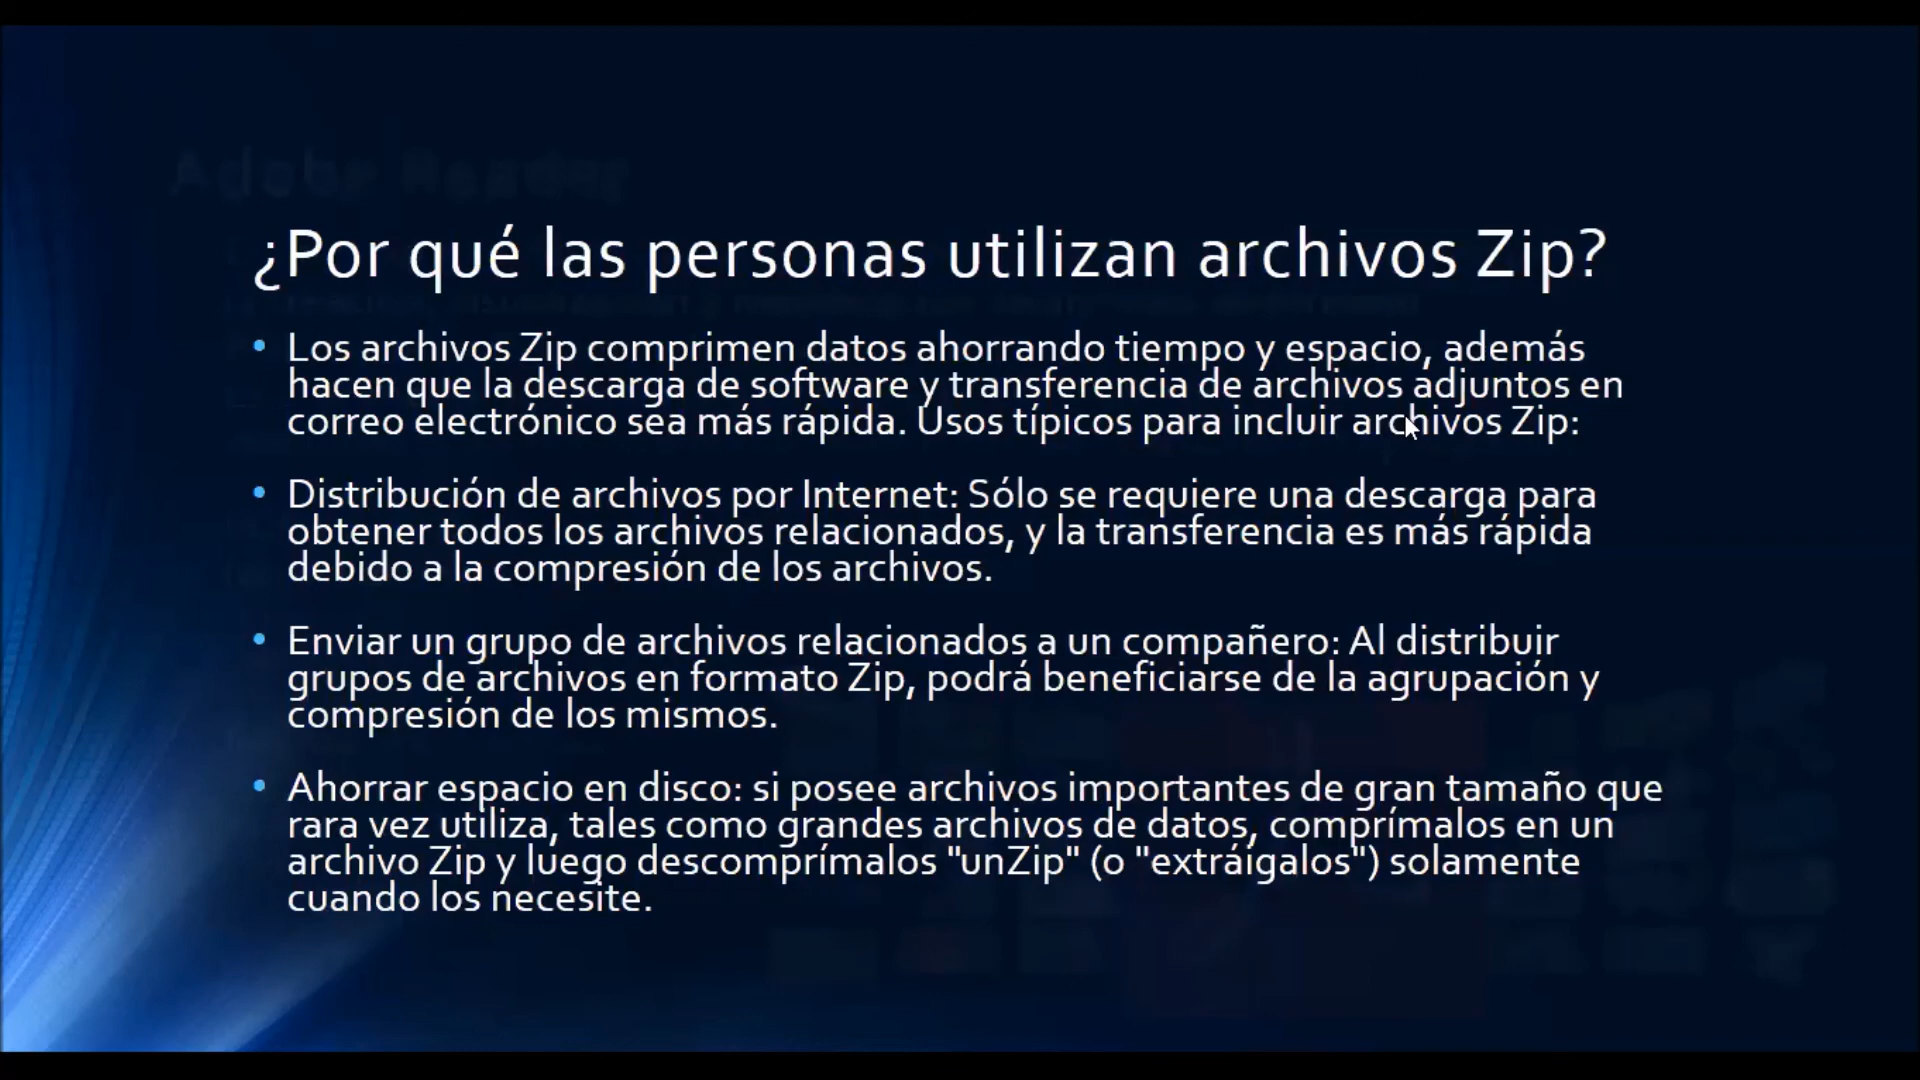 Adobe Reader
¿Por qué las personas utilizan archivos Zip?
• Los archivos Zip comprimen datos ahorrando tiempo y espacio, además
hacen que la descarga de software y transferencia de archivos adjuntos en
correo electrónico sea más rápida. Usos típicos para incluir archivos Zip:
• Distribución de archivos por Internet: Sólo se requiere una descarga para
obtener todos los archivos relacionados, y la transferencia es más rápida
debido a la compresión de los archivos.
• Enviar un grupo de archivos relacionados a un compañero: Al distribuir
grupos de archivos en formato Zip, podrá beneficiarse de la agrupación y
compresión de los mismos.
• Ahorrar espacio en disco: si posee archivos importantes de gran tamaño que
rara vez utiliza, tales como grandes archivos de datos, comprímalos en un
archivo Zip y luego descomprímalos "unZip" (o "extráigalos") solamente
cuando los necesite.